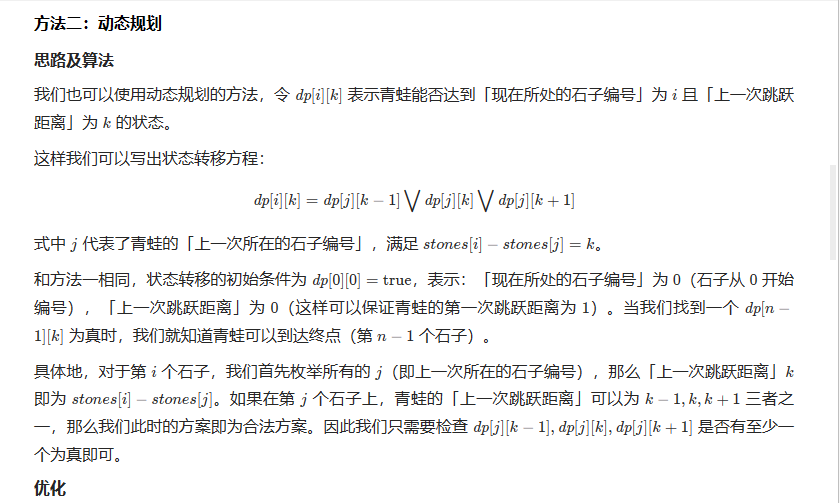 方法二：动态规划
思路及算法
我们也可以使用动态规划的方法，令 dp[i][k] 表示青蛙能否达到「现在所处的石子编号」为 i 且「上一次跳跃
距离」为 k 的状态。
这样我们可以写出状态转移方程：
dp[i][k] = dp[j][k − 1] ⋁ dp[j][k] ⋁ dp[j][k + 1]
式中 j 代表了青蛙的「上一次所在的石子编号」，满足 stones[i] − stones[j] = k。
和方法一相同，状态转移的初始条件为 dp[0][0] = true，表示：「现在所处的石子编号」为 0（石子从 0 开始
编号），「上一次跳跃距离」为 0（这样可以保证青蛙的第一次跳跃距离为 1）。当我们找到一个 dp[n −
1][k] 为真时，我们就知道青蛙可以到达终点（第 n − 1 个石子）。
具体地，对于第 i 个石子，我们首先枚举所有的 j（即上一次所在的石子编号），那么「上一次跳跃距离」k
即为 stones[i] − stones[j]。如果在第 j 个石子上，青蛙的「上一次跳跃距离」可以为 k − 1, k, k + 1 三者之
一，那么我们此时的方案即为合法方案。因此我们只需要检查 dp[j][k − 1], dp[j][k], dp[j][k + 1] 是否有至少一
个为真即可。
优化